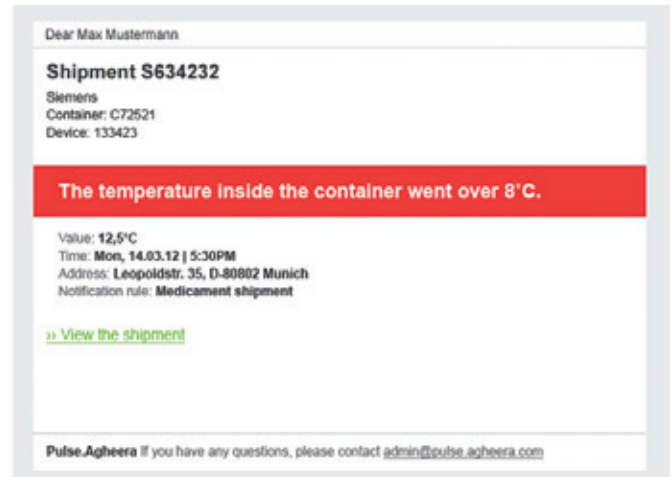 Dear Max Mustermann
Shipment S634232
Siemens
Container: C72521
Device: 133423
The temperature inside the container went over 8°C.
Value: 12,5°C
Time: Mon, 14.03.12 | 5:30PM
Address: Leopoldstr. 35, D-80802 Munich
Notification rule: Medicament shipment
›› View the shipment
Pulse.Agheera If you have any questions, please contact admin@pulse.agheera.com